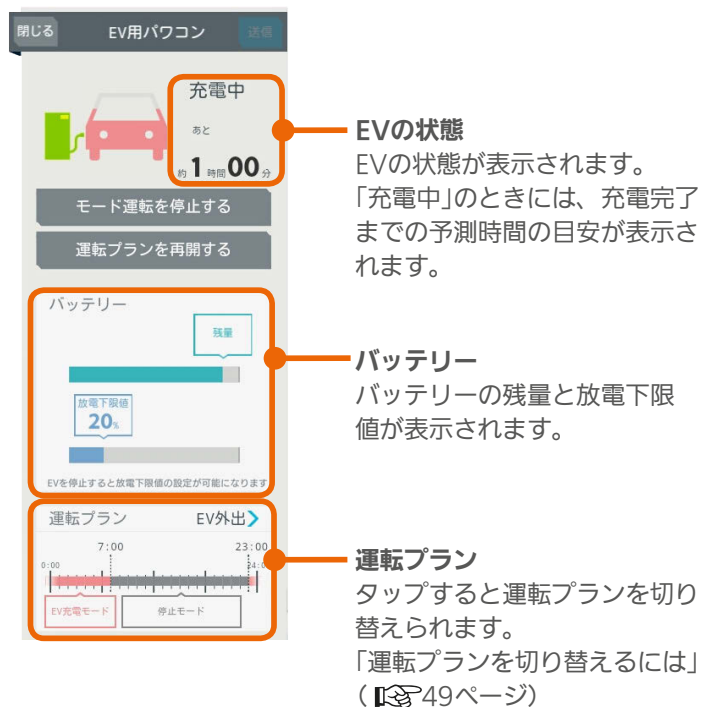 閉じる EV用パワコン 送信
充電中
あと
約1時間00分
モード運転を停止する
運転プランを再開する
バッテリー
残量
放電下限値
20%
EVを停止すると放電下限値の設定が可能になります
運転プラン EV外出
7:00 23:00
0:00 24:0
EV充電モード 停止モード
EVの状態
EVの状態が表示されます。
「充電中」のときには、充電完了
までの予測時間の目安が表示さ
れます。
バッテリー
バッテリーの残量と放電下限
値が表示されます。
運転プラン
タップすると運転プランを切り
替えられます。
「運転プランを切り替えるには」
(49ページ)